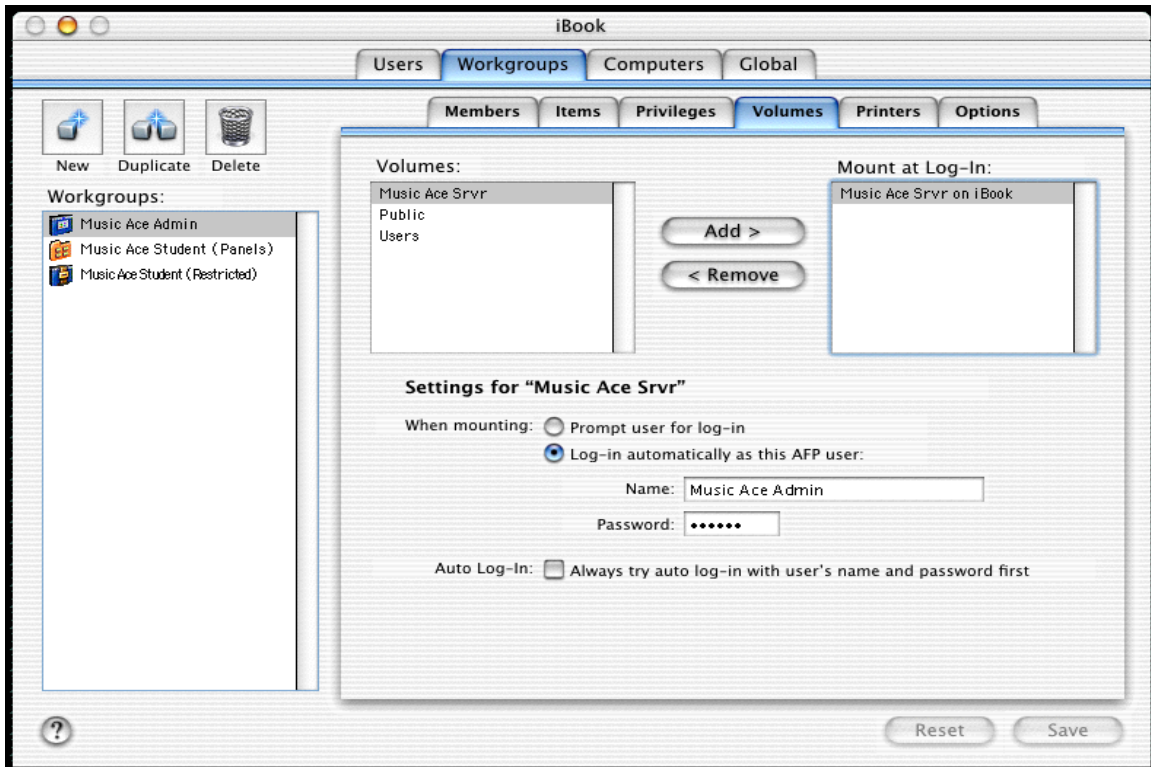 iBook
Users Workgroups Computers Global
Members Items Privileges Volumes Printers Options
New Duplicate Delete
Workgroups:
Music Ace Admin
Music Ace Student (Panels)
Music Ace Student (Restricted)
Volumes:
Music Ace Srvr
Public
Users
Add >
< Remove
Mount at Log-In:
Music Ace Srvr on iBook
Settings for “Music Ace Srvr”
When mounting: Prompt user for log-in
Log-in automatically as this AFP user:
Name: Music Ace Admin
Password: ••••••
Auto Log-In: Always try auto log-in with user's name and password first
?
Reset Save